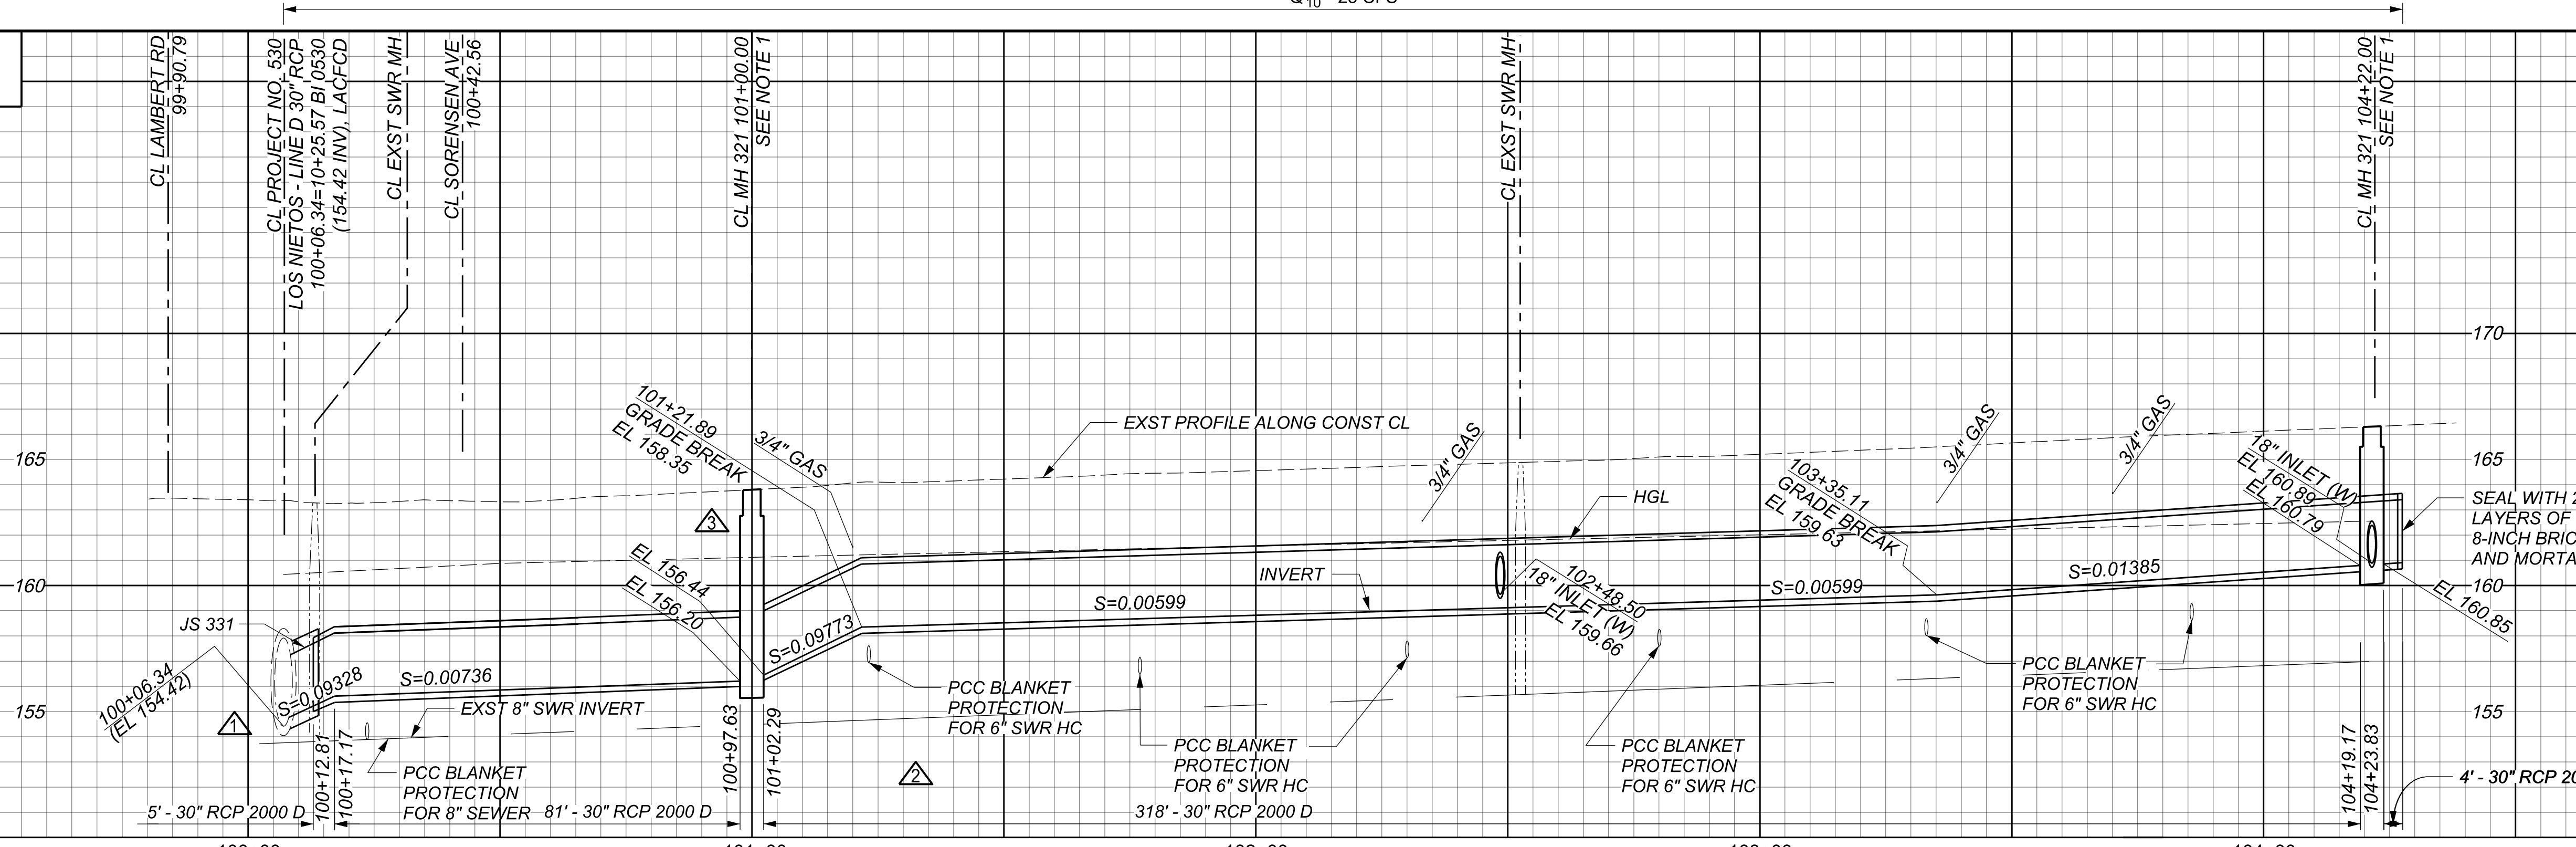 CL LAMBERT RD
99+90.79
CL PROJECT NO. 530
LOS NIETOS - LINE D 30" RCP
100+06.34=10+25.57 BI 0530
(154.42 INV), LACFCD
CL EXST SWR MH
CL SORENSEN AVE
100+42.56
CL MH 321 101+00.00
SEE NOTE 1
CL EXST SWR MH
CL MH 321 104+22.00
SEE NOTE 1
170
165
165
160
160
155
155
101+21.89
GRADE BREAK
EL 158.35
3/4" GAS
EXST PROFILE ALONG CONST CL
3/4" GAS
HGL
103+35.11
GRADE BREAK
EL 159.63
3/4" GAS
3/4" GAS
18" INLET (W)
EL 160.89
EL 160.79
SEAL WITH 2
LAYERS OF
8-INCH BRIC
AND MORTA
EL 160.85
3
EL 156.44
EL 156.20
INVERT
S=0.00599
102+48.50
18" INLET (W)
EL 159.66
S=0.00599
S=0.01385
JS 331
100+06.34
(EL 154.42)
S=0.09328
S=0.00736
S=0.09773
1
EXST 8" SWR INVERT
PCC BLANKET
PROTECTION
FOR 8" SEWER
PCC BLANKET
PROTECTION
FOR 6" SWR HC
2
PCC BLANKET
PROTECTION
FOR 6" SWR HC
PCC BLANKET
PROTECTION
FOR 6" SWR HC
PCC BLANKET
PROTECTION
FOR 6" SWR HC
100+12.81
100+17.17
100+97.63
101+02.29
104+19.17
104+23.83
5' - 30" RCP 2000 D
81' - 30" RCP 2000 D
318' - 30" RCP 2000 D
4' - 30" RCP 20